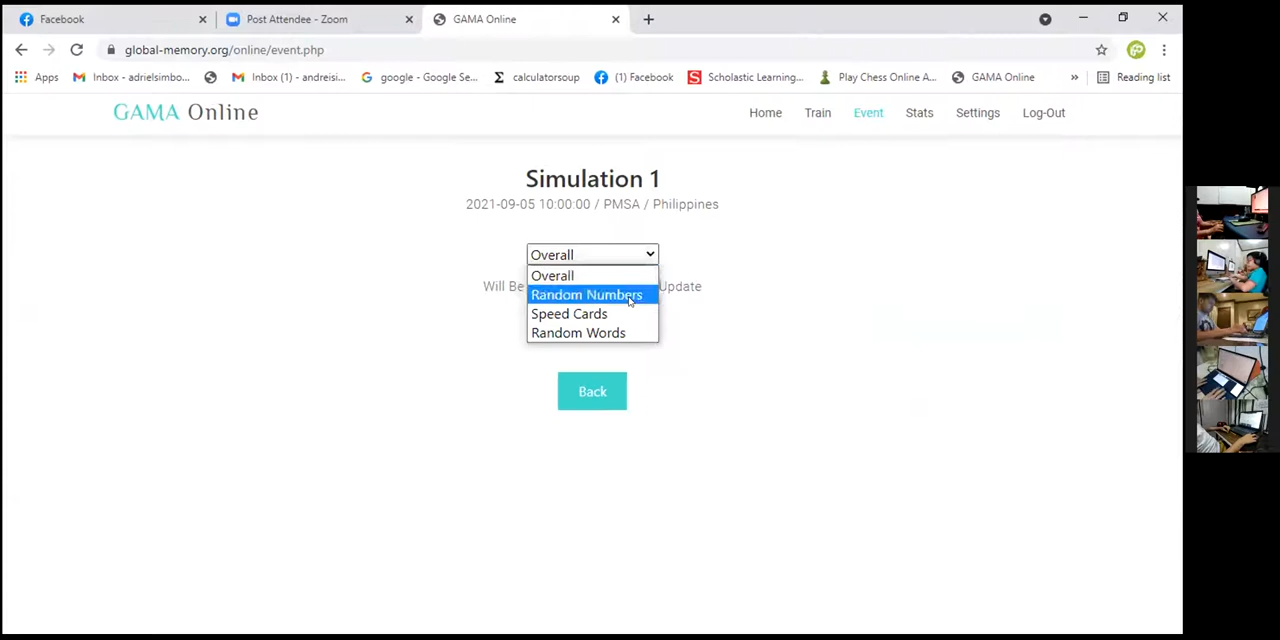 Facebook
Post Attendee - Zoom
GAMA Online
global-memory.org/online/event.php
Apps
Inbox - adrielsimbo...
Inbox (1) - andreisi...
google - Google Se...
calculatorsoup
(1) Facebook
Scholastic Learning...
Play Chess Online A...
GAMA Online
Reading list
GAMA Online
Home
Train
Event
Stats
Settings
Log-Out
Simulation 1
2021-09-05 10:00:00 / PMSA / Philippines
Overall
Overall
Will Be Update
Random Numbers
Speed Cards
Random Words
Back